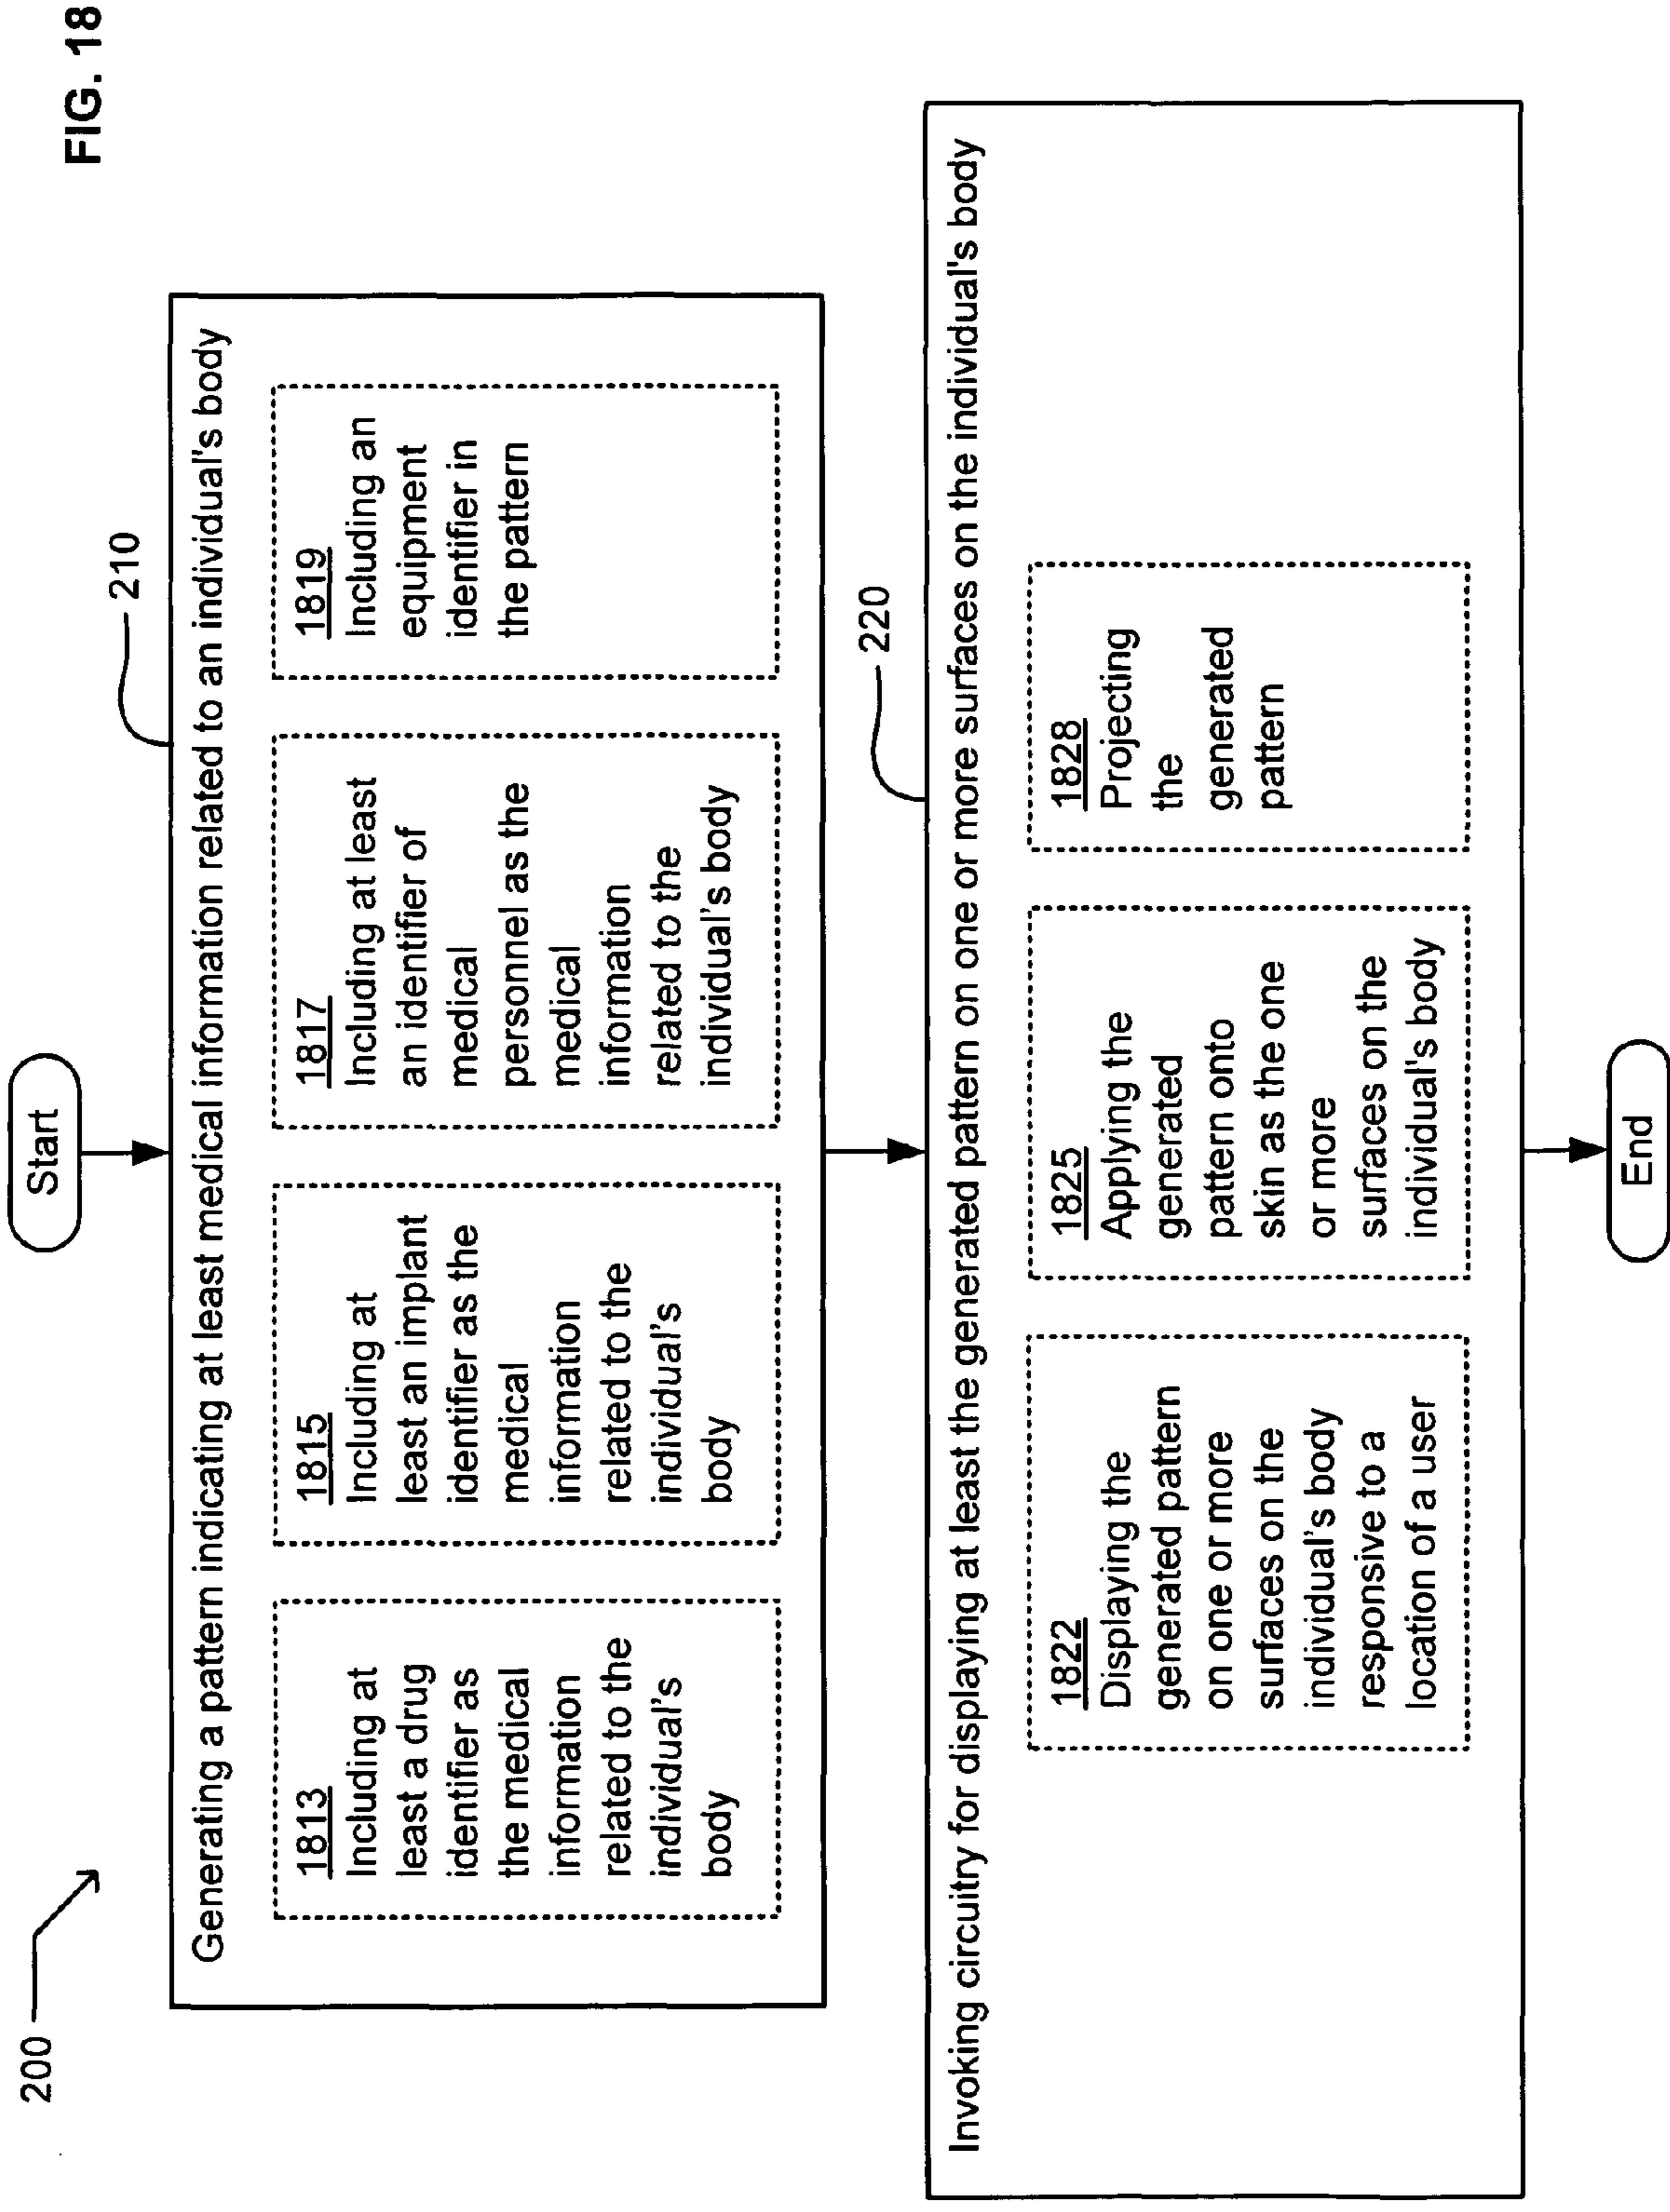 FIG. 18
200
Start
210
Generating a pattern indicating at least medical information related to an individual's body
1813
Including at
least a drug
identifier as
the medical
information
related to the
individual's
body
1815
Including at
least an implant
identifier as the
medical
information
related to the
individual's
body
1817
Including at least
an identifier of
medical
personnel as the
medical
information
related to the
individual's body
1819
Including an
equipment
identifier in
the pattern
220
Invoking circuitry for displaying at least the generated pattern on one or more surfaces on the individual's body
1822
Displaying the
generated pattern
on one or more
surfaces on the
individual's body
responsive to a
location of a user
1825
Applying the
generated
pattern onto
skin as the one
or more
surfaces on the
individual's body
1828
Projecting
the
generated
pattern
End